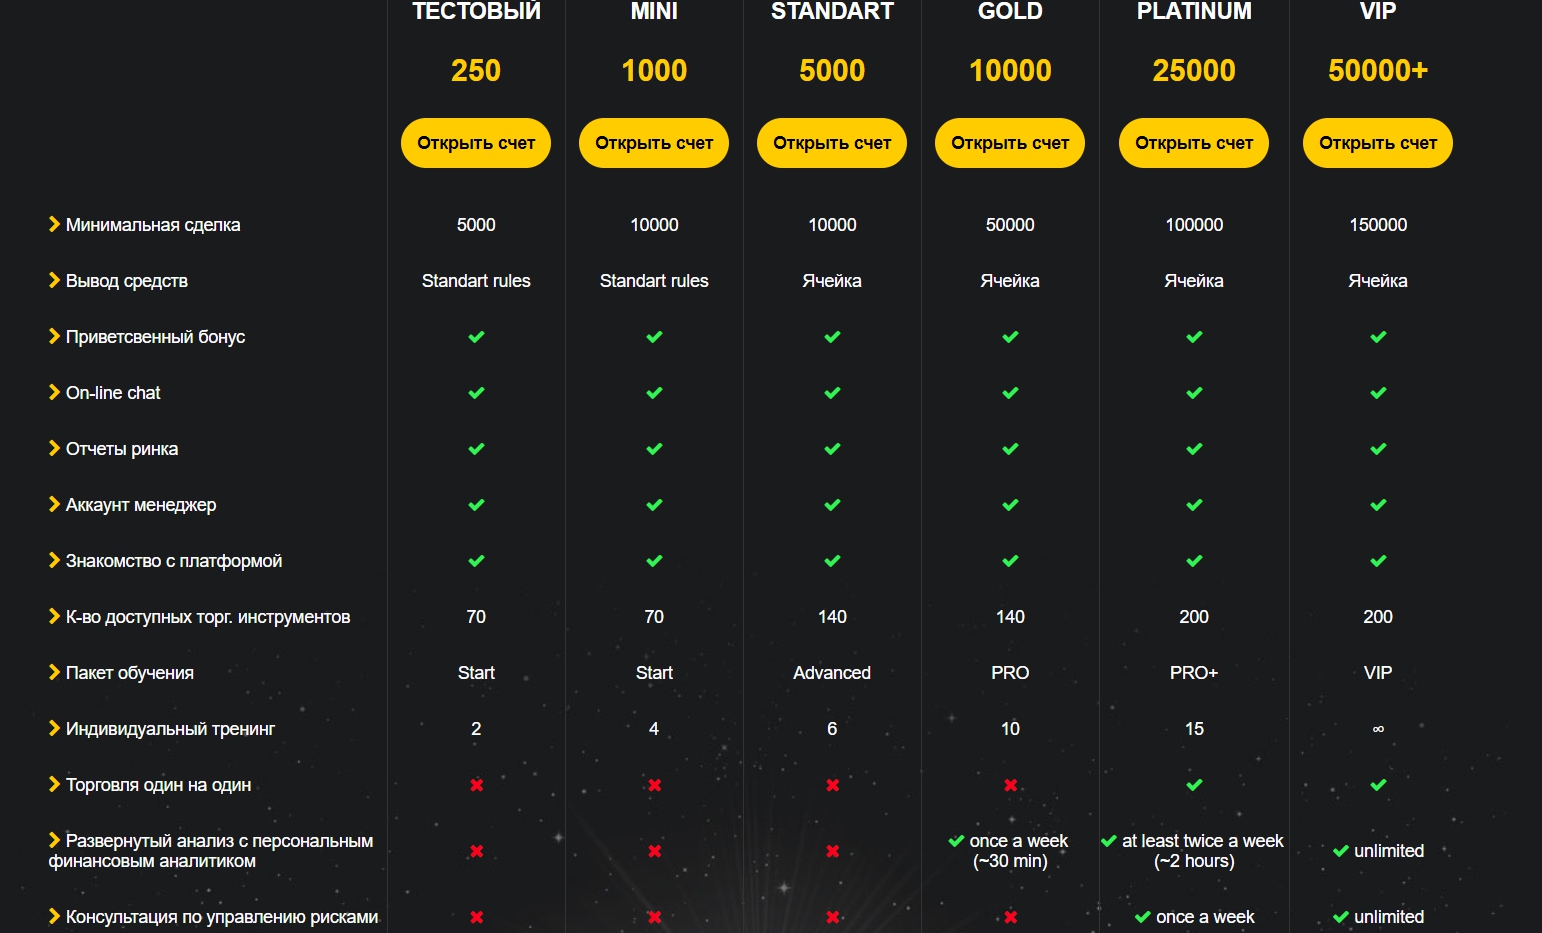 ТЕСТОВЫЙ MINI STANDART GOLD PLATINUM VIP
250 1000 5000 10000 25000 50000+
Открыть счет Открыть счет Открыть счет Открыть счет Открыть счет Открыть счет
Минимальная сделка 5000 10000 10000 50000 100000 150000
Вывод средств Standart rules Standart rules Ячейка Ячейка Ячейка Ячейка
Приветсвенный бонус
On-line chat
Отчеты ринка
Аккаунт менеджер
Знакомство с платформой
К-во доступных торг. инструментов 70 70 140 140 200 200
Пакет обучения Start Start Advanced PRO PRO+ VIP
Индивидуальный тренинг 2 4 6 10 15 ∞
Торговля один на один
Развернутый анализ с персональным
финансовым аналитиком
once a week
(~30 min)
at least twice a week
(~2 hours)
unlimited
Консультация по управлению рисками once a week unlimited